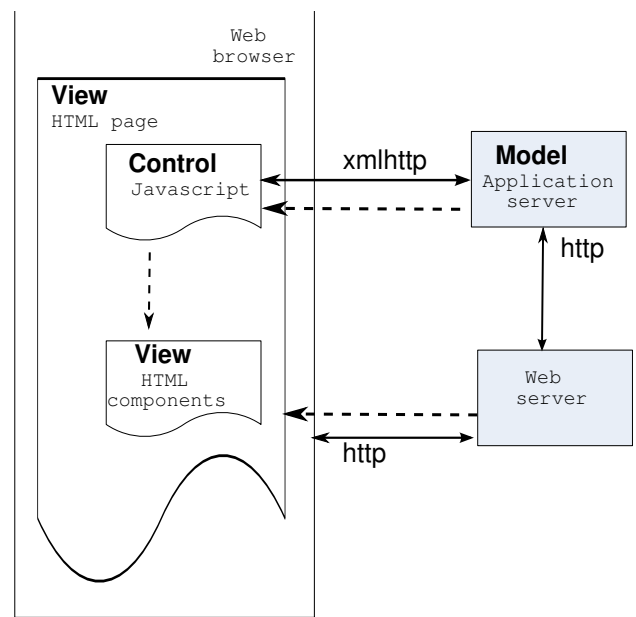 Web
browser
View
HTML page
Control
Javascript
xmlhttp
Model
Application
server
http
View
HTML
components
Web
server
http